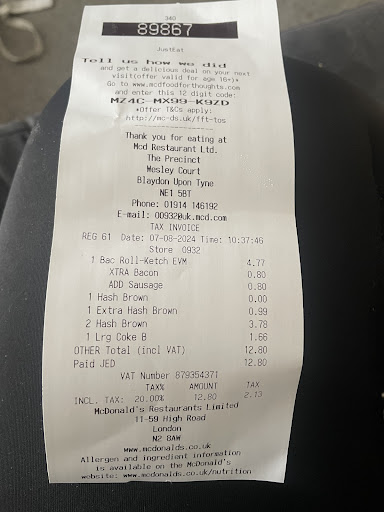 340
89867
JustEat
Tell us how we did
and get a delicious deal on your next
visit(offer valid for age 16+)*
Go to www.mcdfoodforthoughts.com
and enter this 12 digit code:
MZ4C-MX99-K9ZD
*Offer T&Cs apply:
http://mc-ds.uk/fft-tos
Thank you for eating at
Mcd Restaurant Ltd.
The Precinct
Wesley Court
Blaydon Upon Tyne
NE1 5BT
Phone: 01914 146192
E-mail: 00932@uk.mcd.com
TAX INVOICE
REG 61 Date: 07-08-2024 Time: 10:37:46
Store 0932
1 Bac Roll-Ketch EVM 4.77
XTRA Bacon 0.80
ADD Sausage 0.80
1 Hash Brown 0.00
1 Extra Hash Brown 0.99
2 Hash Brown 3.78
1 Lrg Coke B 1.66
OTHER Total (incl VAT) 12.80
Paid JED 12.80
VAT Number 879354371
TAX% AMOUNT TAX
INCL. TAX: 20.00% 12.80 2.13
McDonald's Restaurants Limited
11-59 High Road
London
N2 8AW
www.mcdonalds.co.uk
Allergen and ingredient information
is available on the McDonald's
website: www.mcdonalds.co.uk/nutrition